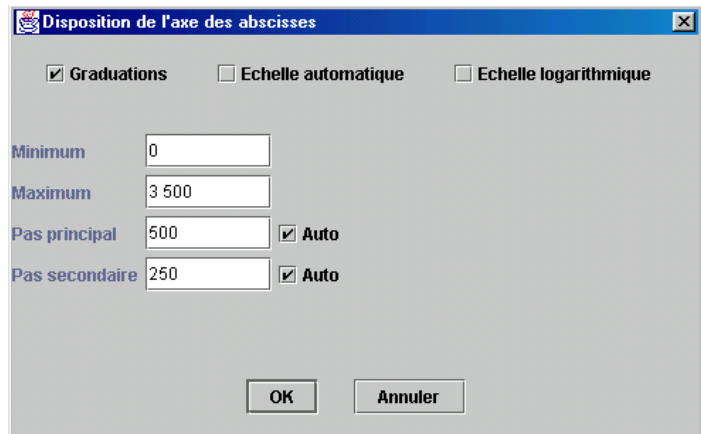 Disposition de l'axe des abscisses
Graduations Echelle automatique Echelle logarithmique
Minimum 0
Maximum 3 500
Pas principal 500 Auto
Pas secondaire 250 Auto
OK Annuler